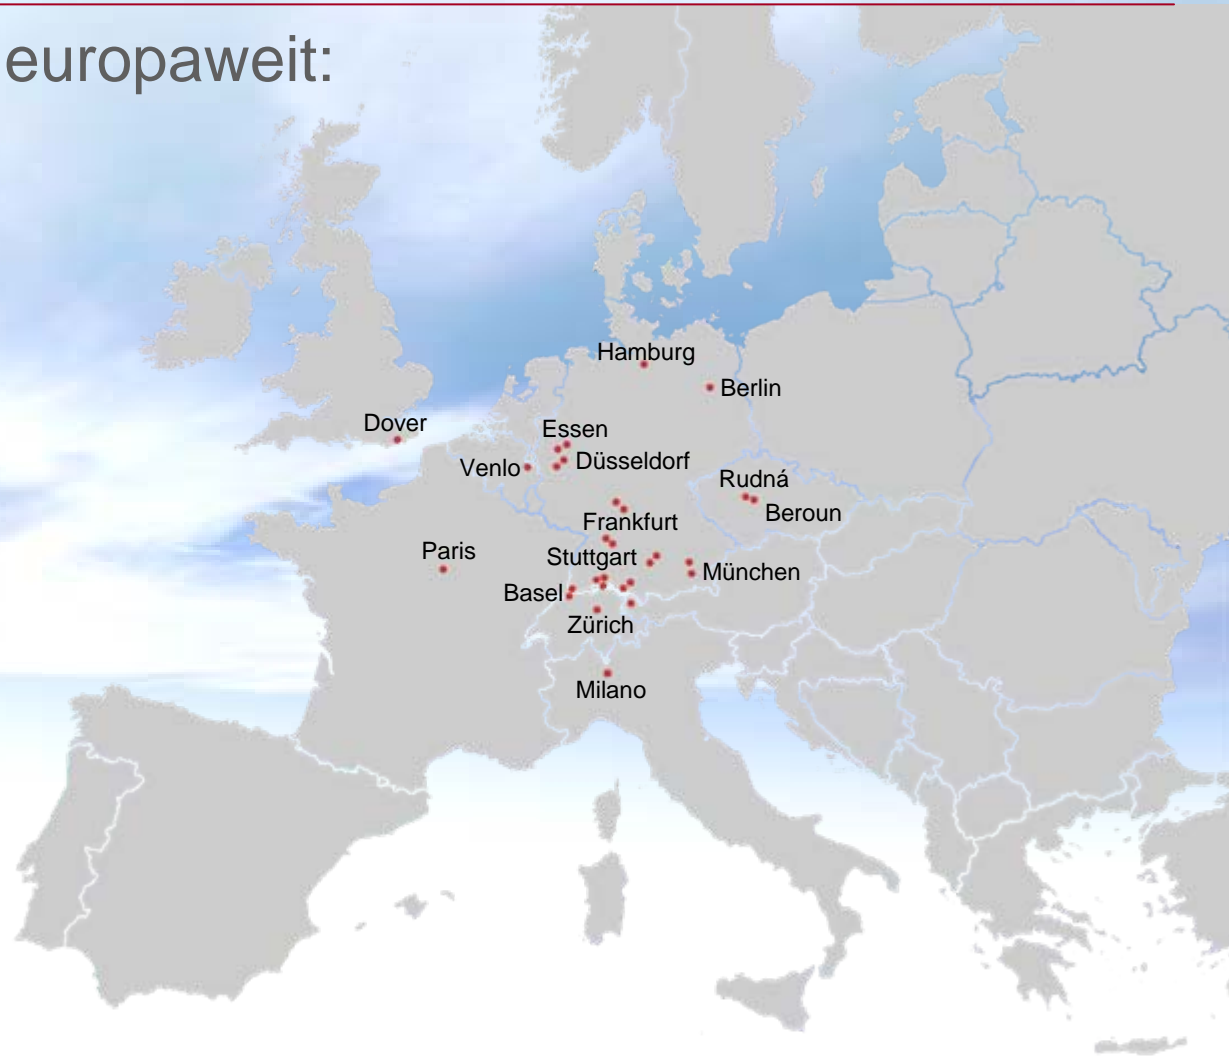 europaweit:
Hamburg
Berlin
Dover
Essen
Düsseldorf
Venlo
Rudná
Beroun
Frankfurt
Paris
Stuttgart
München
Basel
Zürich
Milano